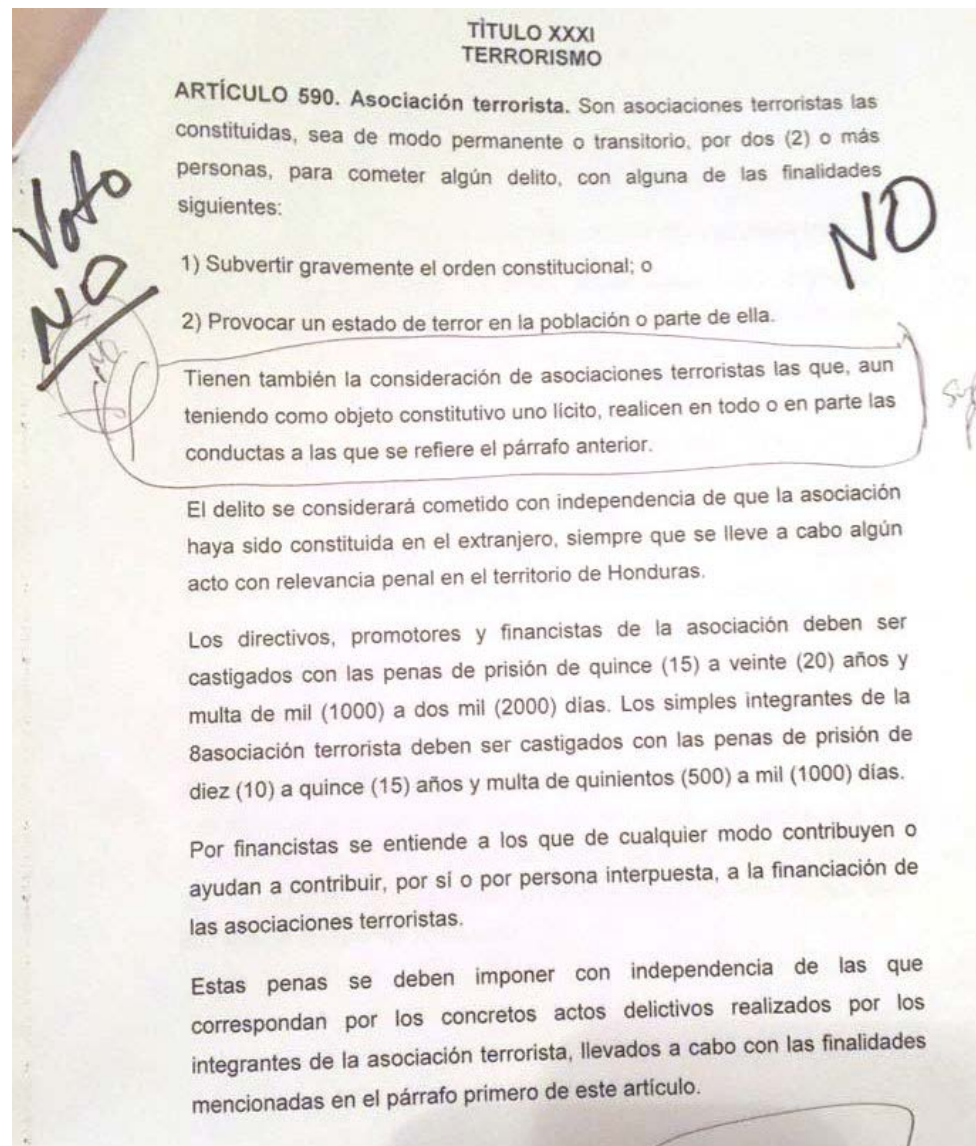 TÌTULO XXXI
TERRORISMO
ARTÍCULO 590. Asociación terrorista. Son asociaciones terroristas las
constituidas, sea de modo permanente o transitorio, por dos (2) o más
personas, para cometer algún delito, con alguna de las finalidades
siguientes:
Voto
NO
NO
1) Subvertir gravemente el orden constitucional; o
2) Provocar un estado de terror en la población o parte de ella.
Tienen también la consideración de asociaciones terroristas las que, aun
teniendo como objeto constitutivo uno lícito, realicen en todo o en parte las
conductas a las que se refiere el párrafo anterior.
El delito se considerará cometido con independencia de que la asociación
haya sido constituida en el extranjero, siempre que se lleve a cabo algún
acto con relevancia penal en el territorio de Honduras.
Los directivos, promotores y financistas de la asociación deben ser
castigados con las penas de prisión de quince (15) a veinte (20) años y
multa de mil (1000) a dos mil (2000) días. Los simples integrantes de la
8asociación terrorista deben ser castigados con las penas de prisión de
diez (10) a quince (15) años y multa de quinientos (500) a mil (1000) días.
Por financistas se entiende a los que de cualquier modo contribuyen o
ayudan a contribuir, por sí o por persona interpuesta, a la financiación de
las asociaciones terroristas.
Estas penas se deben imponer con independencia de las que
correspondan por los concretos actos delictivos realizados por los
integrantes de la asociación terrorista, llevados a cabo con las finalidades
mencionadas en el párrafo primero de este artículo.